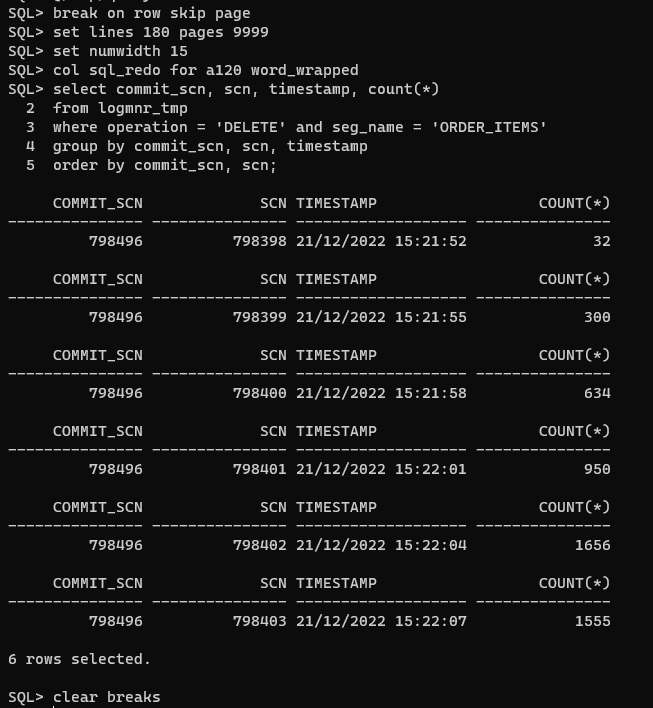 SQL> break on row skip page
SQL> set lines 180 pages 9999
SQL> set numwidth 15
SQL> col sql_redo for a120 word_wrapped
SQL> select commit_scn, scn, timestamp, count(*)
  2  from logmnr_tmp
  3  where operation = 'DELETE' and seg_name = 'ORDER_ITEMS'
  4  group by commit_scn, scn, timestamp
  5  order by commit_scn, scn;
     COMMIT_SCN             SCN TIMESTAMP                  COUNT(*)
--------------- --------------- ------------------- ---------------
         798496          798398 21/12/2022 15:21:52              32
     COMMIT_SCN             SCN TIMESTAMP                  COUNT(*)
--------------- --------------- ------------------- ---------------
         798496          798399 21/12/2022 15:21:55             300
     COMMIT_SCN             SCN TIMESTAMP                  COUNT(*)
--------------- --------------- ------------------- ---------------
         798496          798400 21/12/2022 15:21:58             634
     COMMIT_SCN             SCN TIMESTAMP                  COUNT(*)
--------------- --------------- ------------------- ---------------
         798496          798401 21/12/2022 15:22:01             950
     COMMIT_SCN             SCN TIMESTAMP                  COUNT(*)
--------------- --------------- ------------------- ---------------
         798496          798402 21/12/2022 15:22:04            1656
     COMMIT_SCN             SCN TIMESTAMP                  COUNT(*)
--------------- --------------- ------------------- ---------------
         798496          798403 21/12/2022 15:22:07            1555
6 rows selected.
SQL> clear breaks